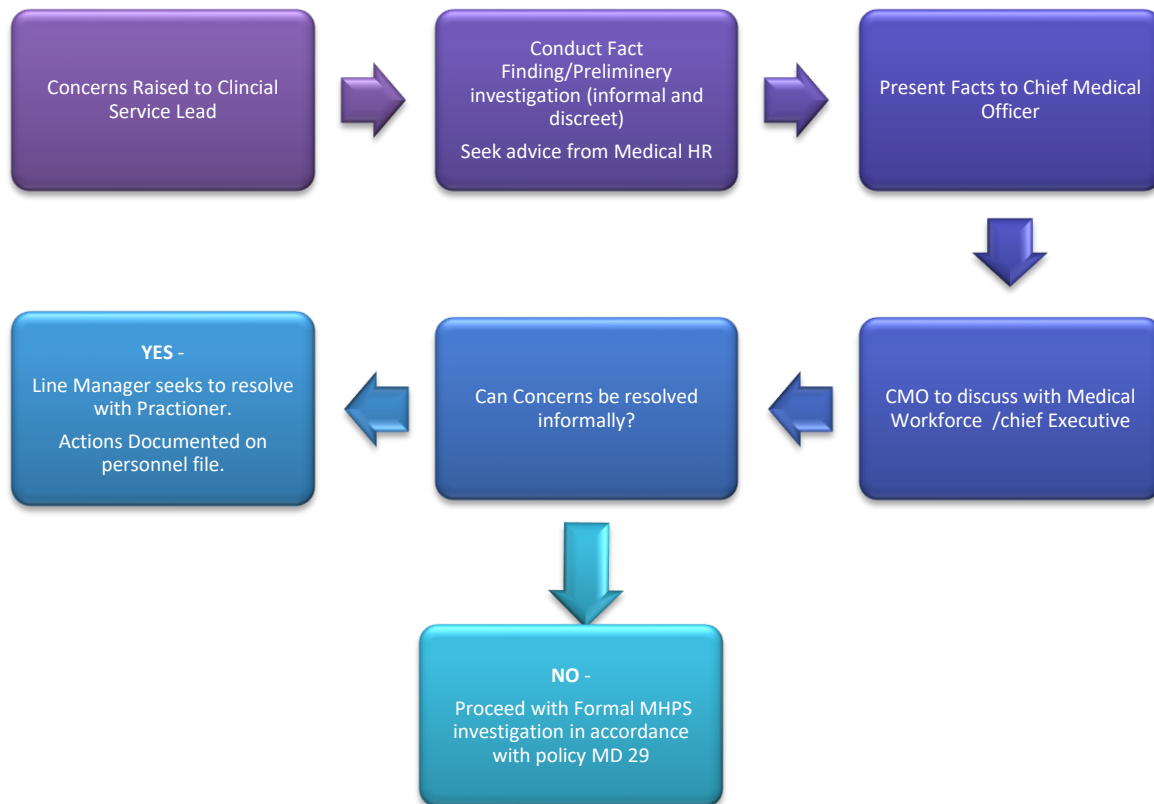 Concerns Raised to Clincial
Service Lead
Conduct Fact
Finding/Preliminery
investigation (informal and
discreet)
Seek advice from Medical HR
Present Facts to Chief Medical
Officer
CMO to discuss with Medical
Workforce /chief Executive
Can Concerns be resolved
informally?
YES -
Line Manager seeks to resolve
with Practioner.
Actions Documented on
personnel file.
NO -
Proceed with Formal MHPS
investigation in accordance
with policy MD 29